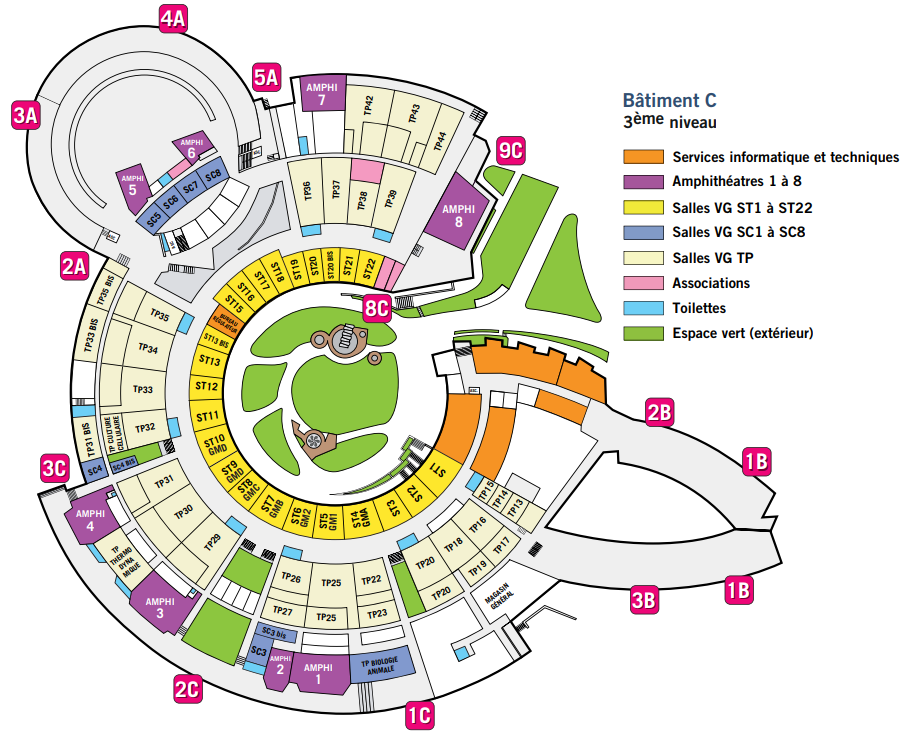 4A
5A
3A
9C
2A
8C
2B
1B
3C
1B
3B
2C
1C
Bâtiment C
3ème niveau
Services informatique et techniques
Amphithéatres 1 à 8
Salles VG ST1 à ST22
Salles VG SC1 à SC8
Salles VG TP
Associations
Toilettes
Espace vert (extérieur)
AMPHI
7
TP42
TP43
TP44
AMPHI
6
AMPHI
5
SC5
SC6
SC7
SC8
TP36
TP37
TP38
TP39
AMPHI
8
ST15
ST16
ST17
ST18
ST19
ST20
ST20 BIS
ST21
ST22
BUREAU
REGULATEUR
ST13 BIS
ST13
ST12
ST11
ST10
GMD
ST9
GMD
ST8
GMC
ST7
GMB
ST6
GM2
ST5
GM1
ST4
GMA
ST3
ST2
ST1
TP35 BIS
TP35
TP33 BIS
TP34
TP33
TP31 BIS
TP CULTURE
CELLULAIRE
TP32
SC4
SC4 BIS
TP31
TP30
TP29
AMPHI
4
TP
THERMO
DYNA
MIQUE
AMPHI
3
TP26
TP25
TP22
TP27
TP25
TP23
SC3 bis
SC3
AMPHI
2
AMPHI
1
TP BIOLOGIE
ANIMALE
TP20
TP18
TP16
TP20
TP19
TP17
TP15
TP14
TP13
MAGASIN
GÉNÉRAL